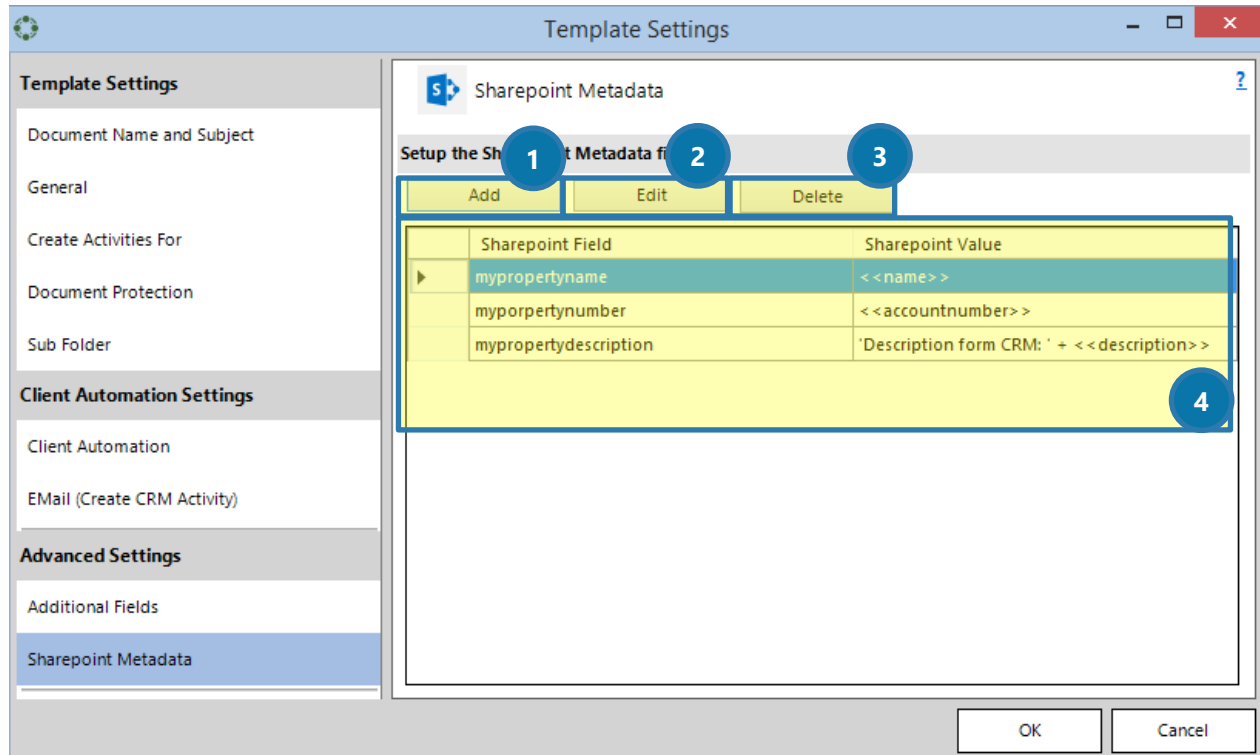 Template Settings
Template Settings
Document Name and Subject
General
Create Activities For
Document Protection
Sub Folder
Client Automation Settings
Client Automation
EMail (Create CRM Activity)
Advanced Settings
Additional Fields
Sharepoint Metadata
S Sharepoint Metadata ?
Setup the Metadata
1 2 3
Add Edit Delete
Sharepoint Field Sharepoint Value
mypropertyname <<name>>
myporpertynumber <<accountnumber>>
mypropertydescription 'Description form CRM: ' + <<description>>
4
OK Cancel